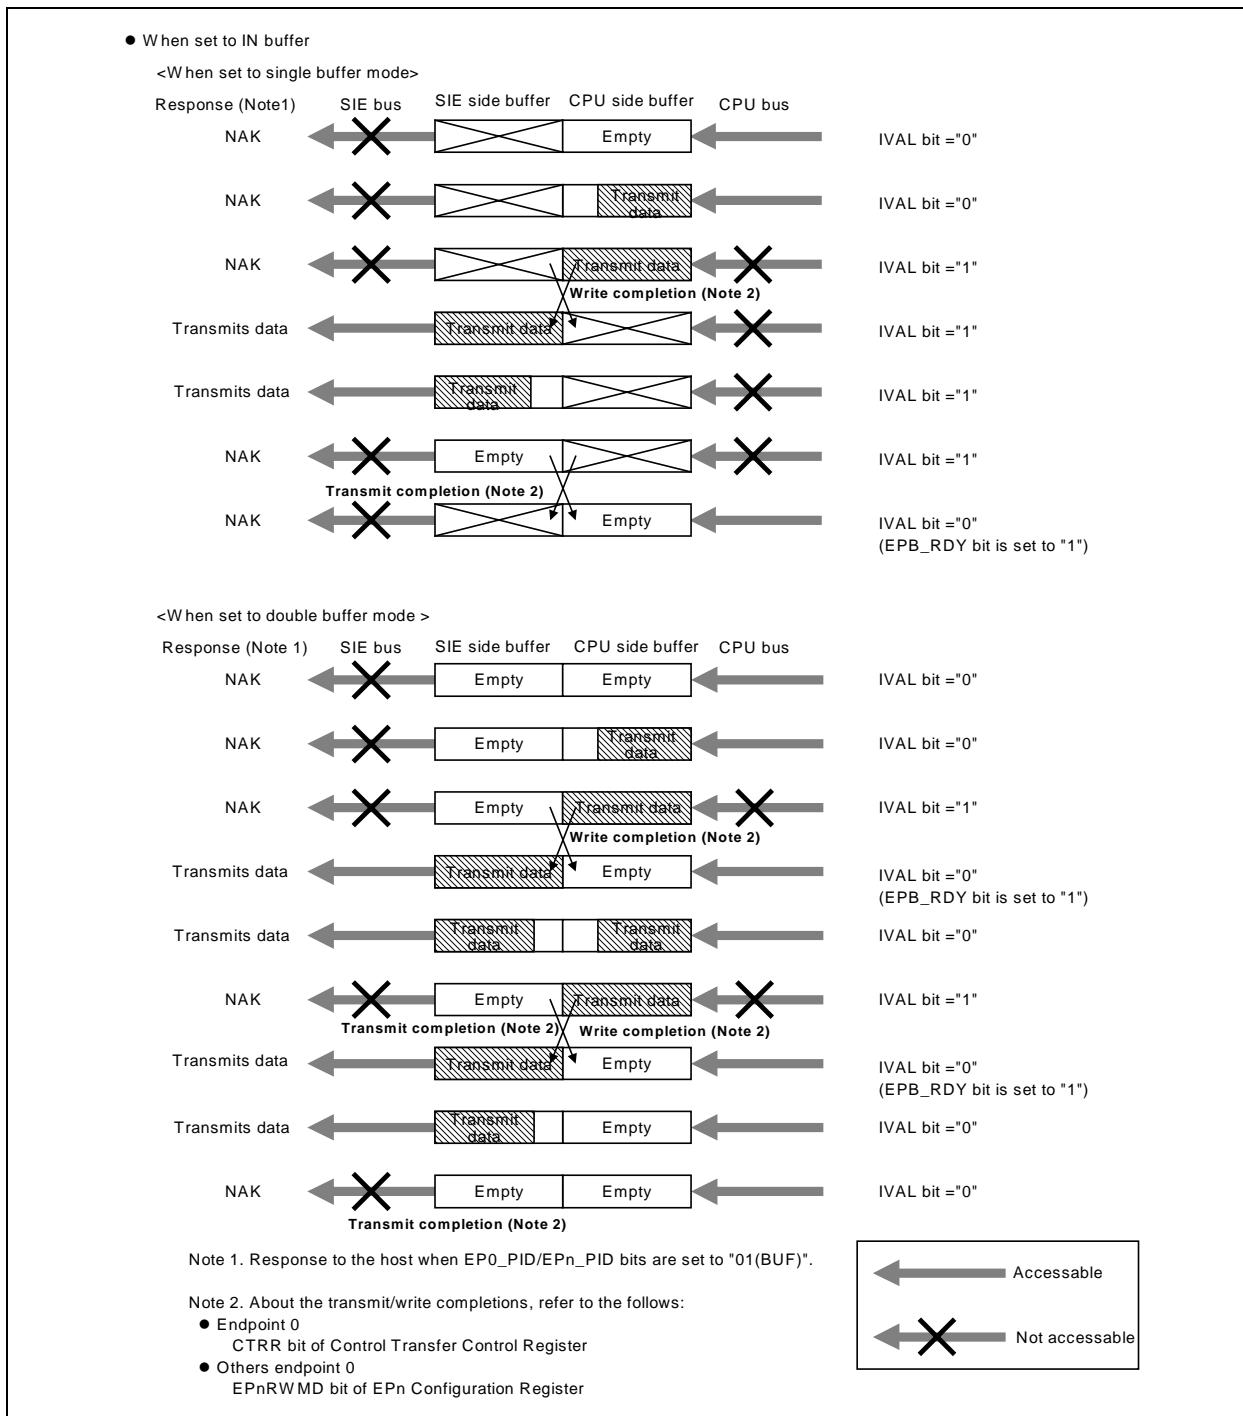 ● When set to IN buffer
<When set to single buffer mode>
Response (Note1) SIE bus SIE side buffer CPU side buffer CPU bus
NAK Empty IVAL bit ="0"
NAK Transmit data IVAL bit ="0"
NAK Transmit data IVAL bit ="1"
Write completion (Note 2)
Transmits data Transmit data IVAL bit ="1"
Transmits data Transmit data IVAL bit ="1"
NAK Empty IVAL bit ="1"
Transmit completion (Note 2)
NAK Empty IVAL bit ="0"
(EPB_RDY bit is set to "1")
<When set to double buffer mode >
Response (Note 1) SIE bus SIE side buffer CPU side buffer CPU bus
NAK Empty Empty IVAL bit ="0"
NAK Empty Transmit data IVAL bit ="0"
NAK Empty Transmit data IVAL bit ="1"
Write completion (Note 2)
Transmits data Transmit data Empty IVAL bit ="0"
(EPB_RDY bit is set to "1")
Transmits data Transmit data Transmit data IVAL bit ="0"
NAK Empty Transmit data IVAL bit ="1"
Transmit completion (Note 2) Write completion (Note 2)
Transmits data Transmit data Empty IVAL bit ="0"
(EPB_RDY bit is set to "1")
Transmits data Transmit data Empty IVAL bit ="0"
NAK Empty Empty IVAL bit ="0"
Transmit completion (Note 2)
Note 1. Response to the host when EP0_PID/EPn_PID bits are set to "01(BUF)".
Accessable
Note 2. About the transmit/write completions, refer to the follows:
● Endpoint 0
CTRR bit of Control Transfer Control Register
Not accessable
● Others endpoint 0
EPnRWMD bit of EPn Configuration Register